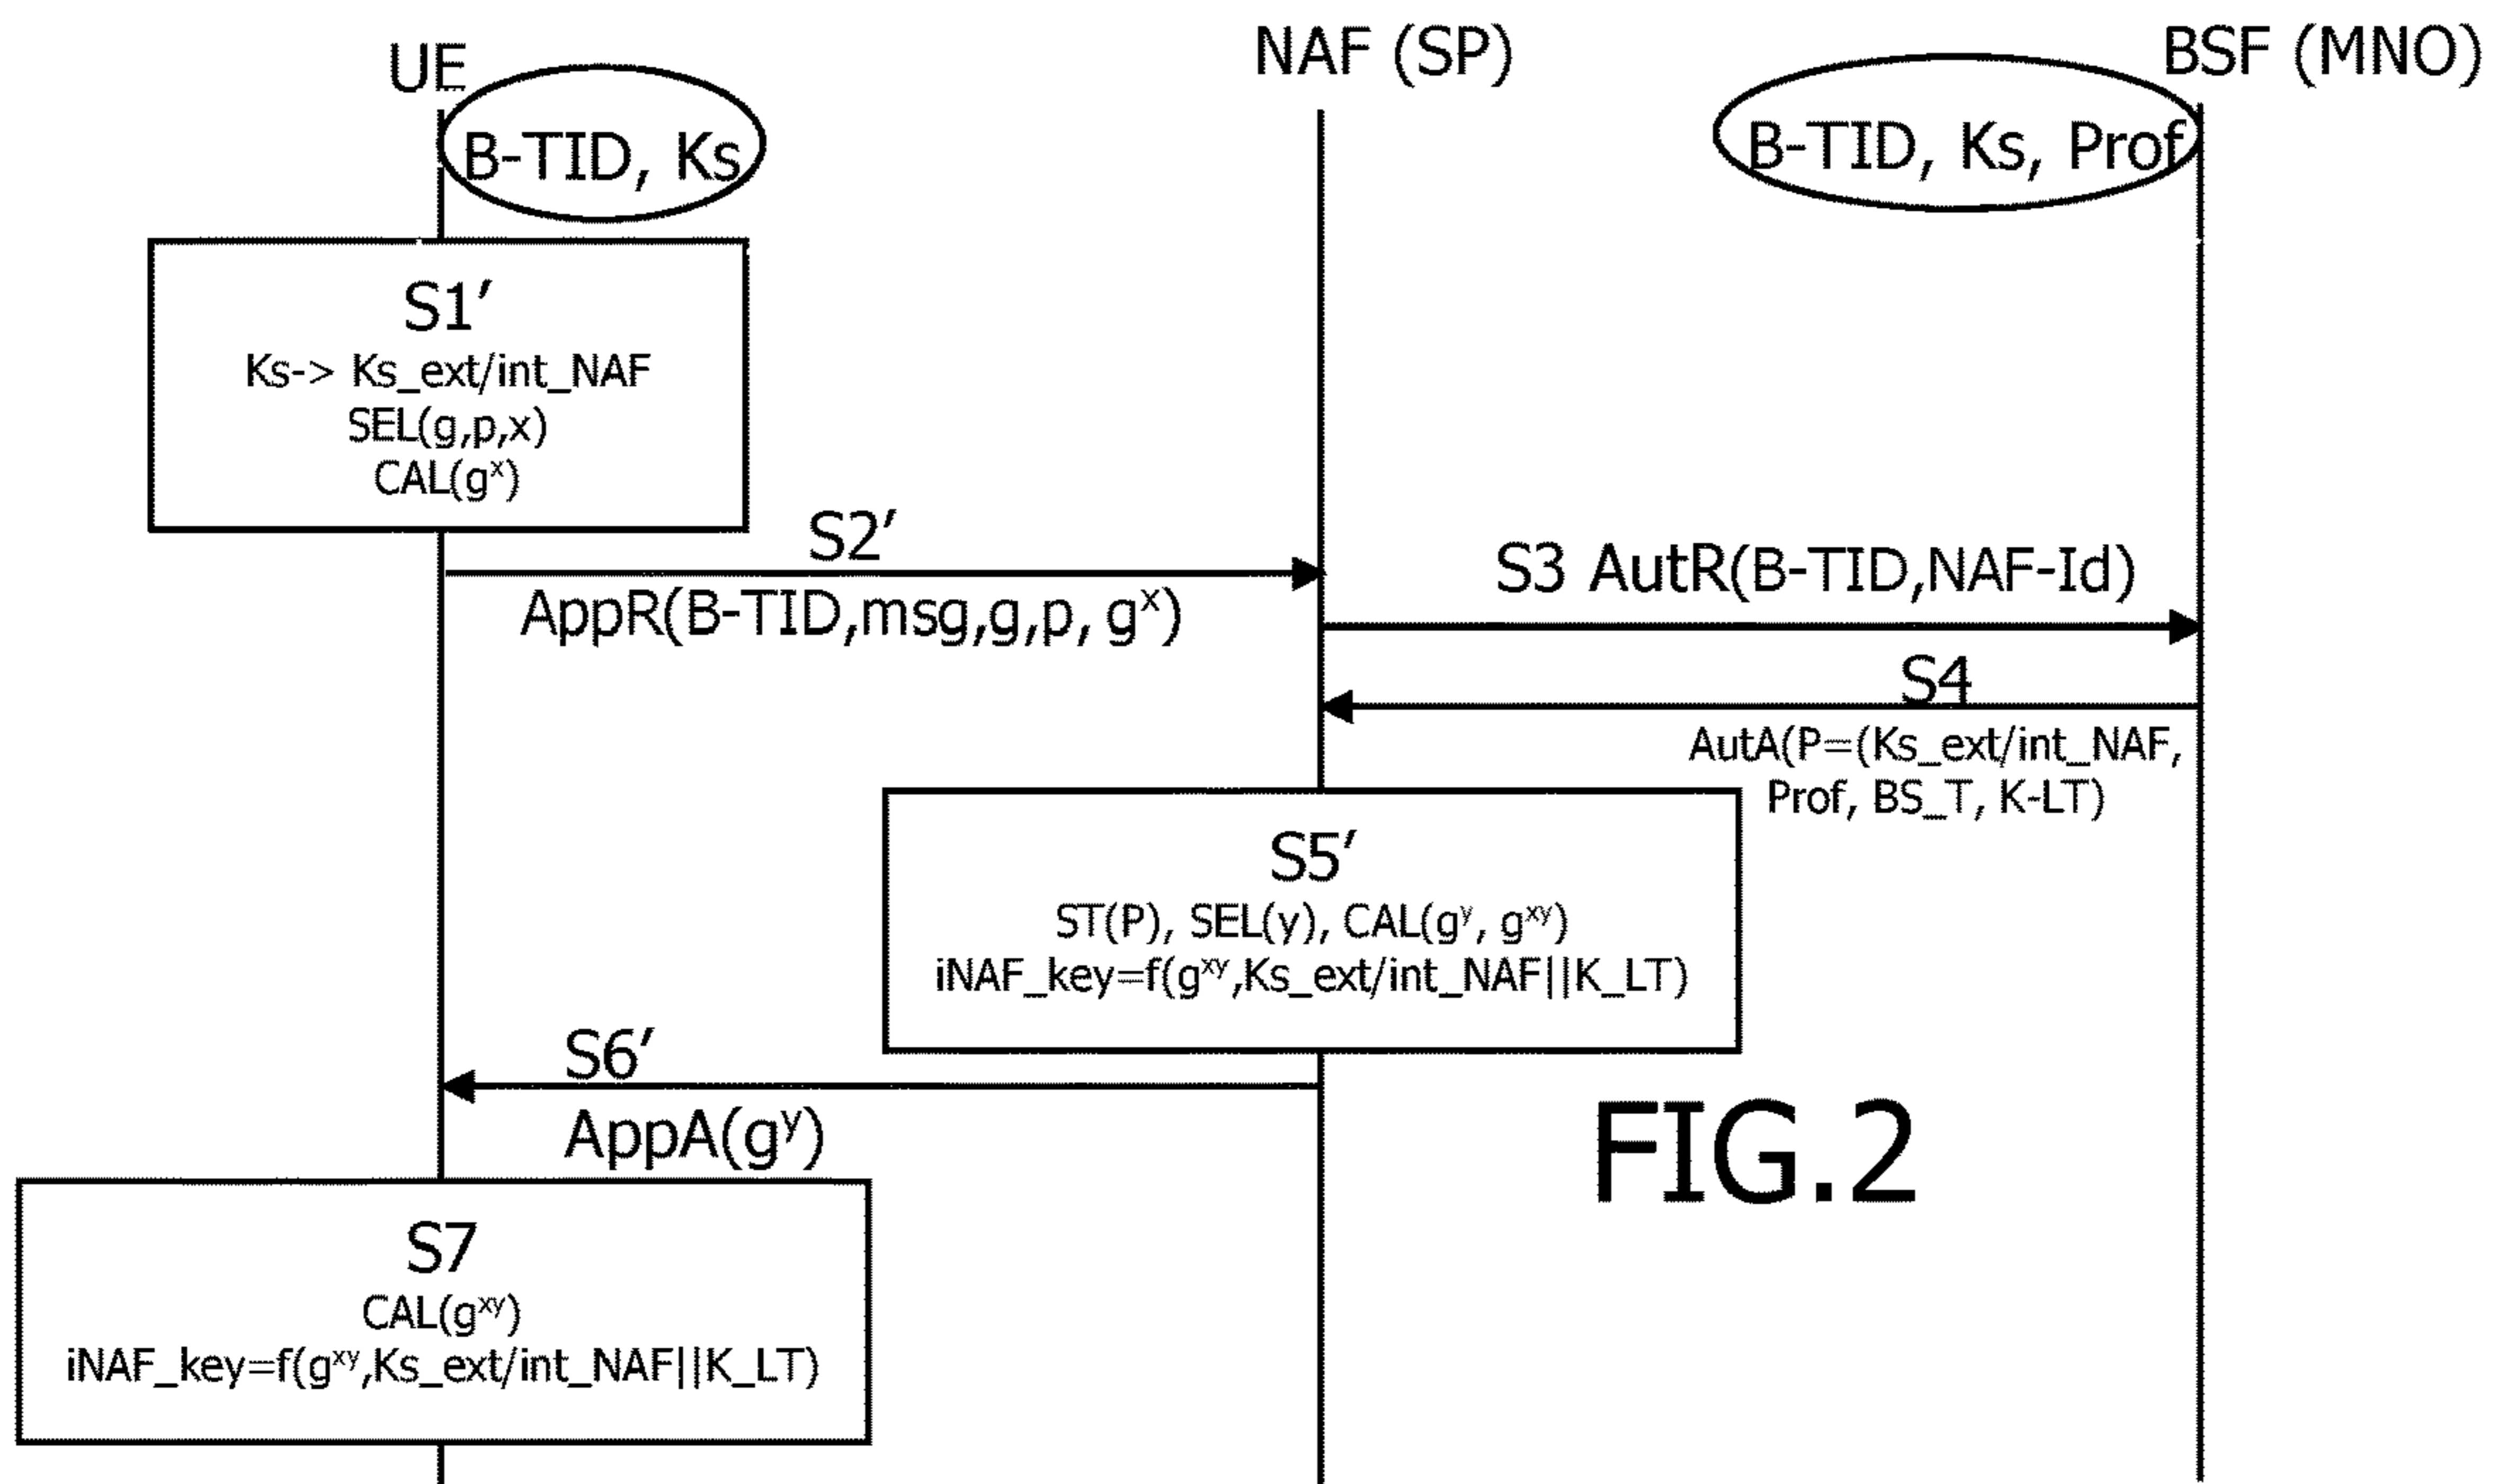 UE
NAF (SP)
BSF (MNO)
B-TID, Ks
B-TID, Ks, Prof
S1′
Ks-> Ks_ext/int_NAF
SEL(g,p,x)
CAL(gˣ)
S2′
AppR(B-TID,msg,g,p, gˣ)
S3 AutR(B-TID,NAF-Id)
S4
AutA(P=(Ks_ext/int_NAF,
Prof, BS_T, K-LT)
S5′
ST(P), SEL(y), CAL(gʸ, gˣʸ)
iNAF_key=f(gˣʸ,Ks_ext/int_NAF||K_LT)
S6′
AppA(gʸ)
FIG.2
S7
CAL(gˣʸ)
iNAF_key=f(gˣʸ,Ks_ext/int_NAF||K_LT)